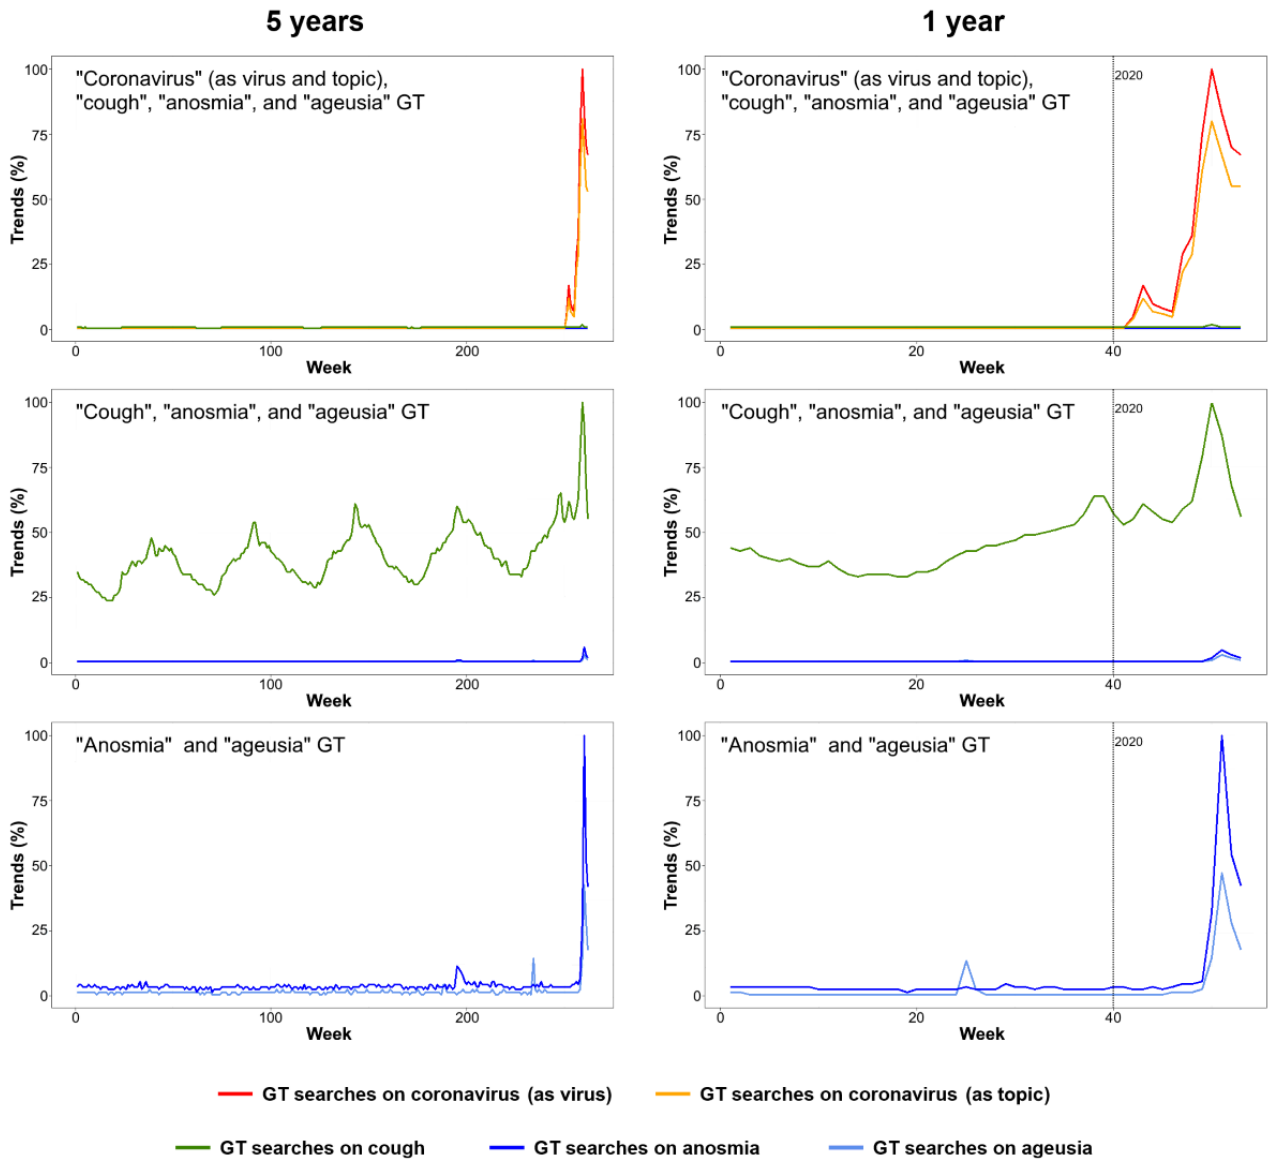 5 years
1 year
"Coronavirus" (as virus and topic),
"cough", "anosmia", and "ageusia" GT
100
75
50
25
0
Trends (%)
0
100
200
Week
"Coronavirus" (as virus and topic),
"cough", "anosmia", and "ageusia" GT
2020
100
75
50
25
0
Trends (%)
0
20
40
Week
"Cough", "anosmia", and "ageusia" GT
100
75
50
25
0
Trends (%)
0
100
200
Week
"Cough", "anosmia", and "ageusia" GT
2020
100
75
50
25
0
Trends (%)
0
20
40
Week
"Anosmia"  and "ageusia" GT
100
75
50
25
0
Trends (%)
0
100
200
Week
"Anosmia"  and "ageusia" GT
2020
100
75
50
25
0
Trends (%)
0
20
40
Week
GT searches on coronavirus (as virus)
GT searches on coronavirus (as topic)
GT searches on cough
GT searches on anosmia
GT searches on ageusia